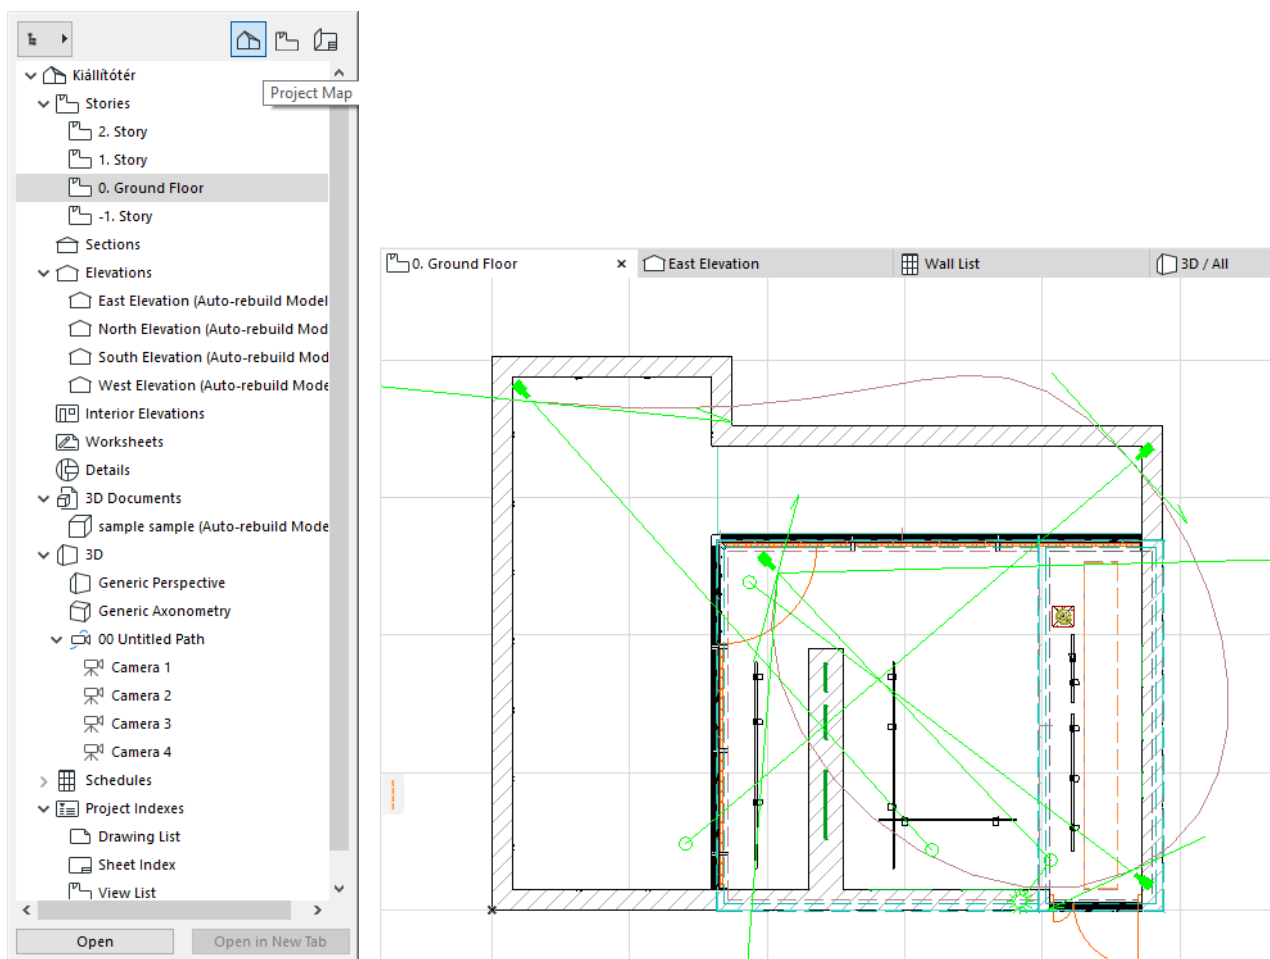 Kiállítótér
Project Map
Stories
2. Story
1. Story
0. Ground Floor
-1. Story
Sections
Elevations
East Elevation (Auto-rebuild Model
North Elevation (Auto-rebuild Mod
South Elevation (Auto-rebuild Mod
West Elevation (Auto-rebuild Mode
Interior Elevations
Worksheets
Details
3D Documents
sample sample (Auto-rebuild Mode
3D
Generic Perspective
Generic Axonometry
00 Untitled Path
Camera 1
Camera 2
Camera 3
Camera 4
Schedules
Project Indexes
Drawing List
Sheet Index
View List
Open
Open in New Tab
0. Ground Floor
East Elevation
Wall List
3D / All